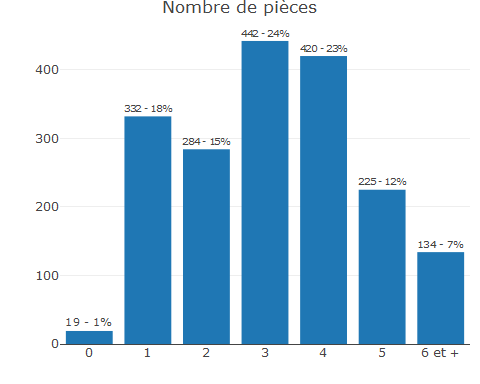 Nombre de pièces
442 - 24%
420 - 23%
400
332 - 18%
300
284 - 15%
225 - 12%
200
134 - 7%
100
19 - 1%
0
0 1 2 3 4 5 6 et +